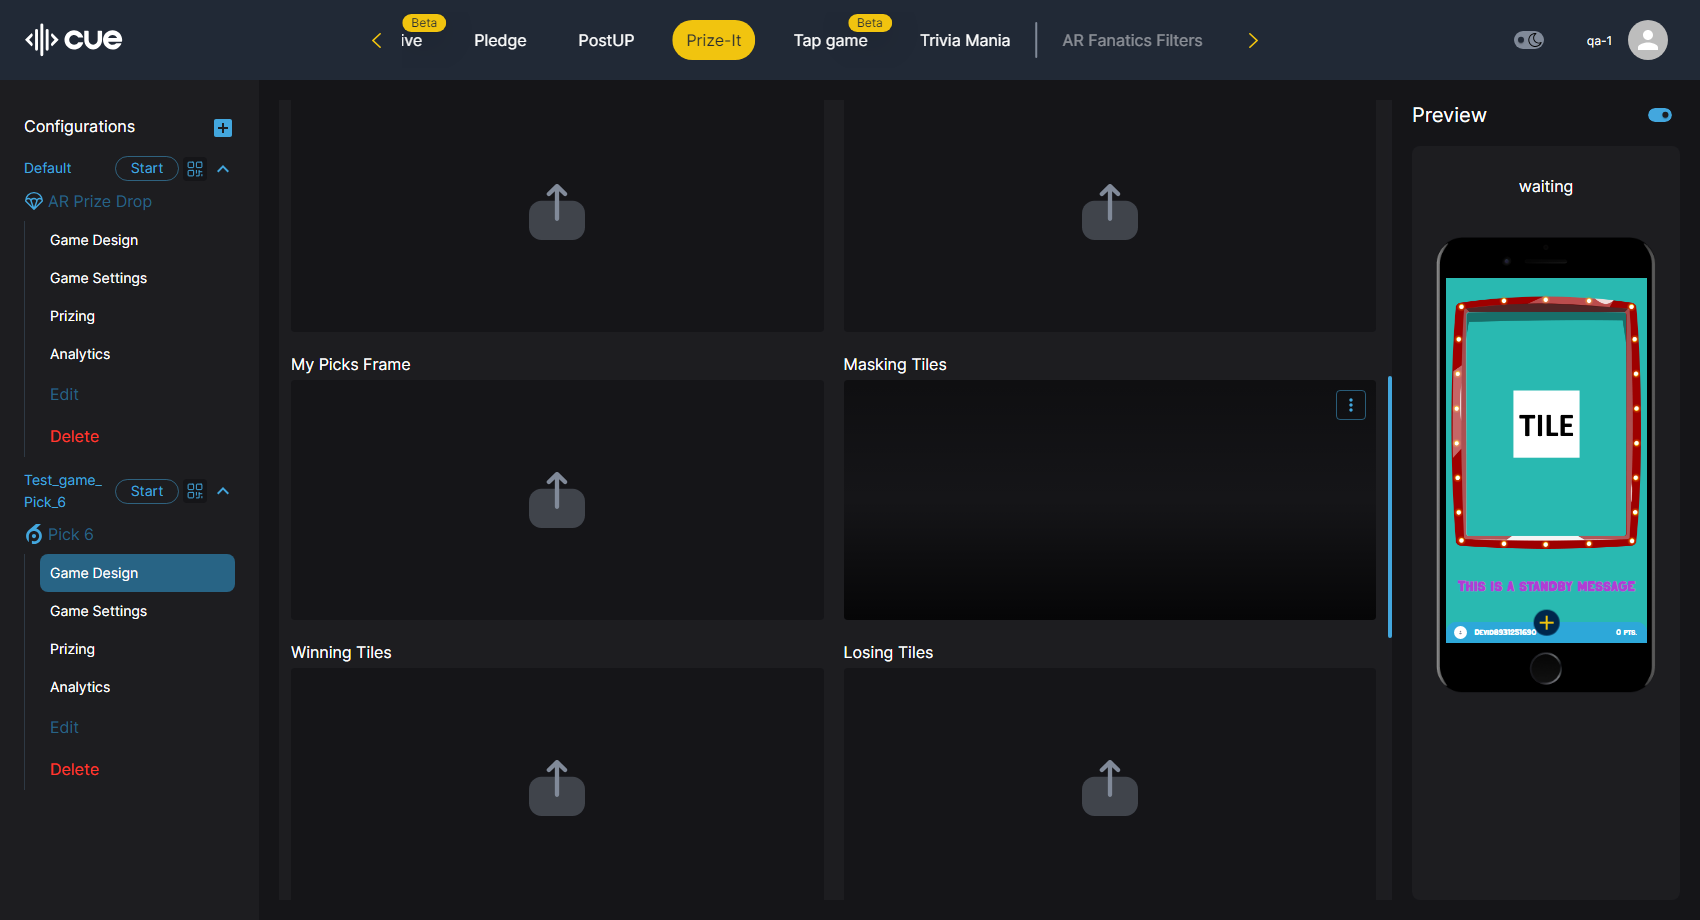 cue
Beta
ive
Pledge
PostUP
Prize-It
Beta
Tap game
Trivia Mania
AR Fanatics Filters
qa-1
Configurations
Default
Start
AR Prize Drop
Game Design
Game Settings
Prizing
Analytics
Edit
Delete
Test_game_
Pick_6
Start
Pick 6
Game Design
Game Settings
Prizing
Analytics
Edit
Delete
My Picks Frame
Masking Tiles
Winning Tiles
Losing Tiles
Preview
waiting
TILE
THIS IS A STANDBY MESSAGE
0 PTS.